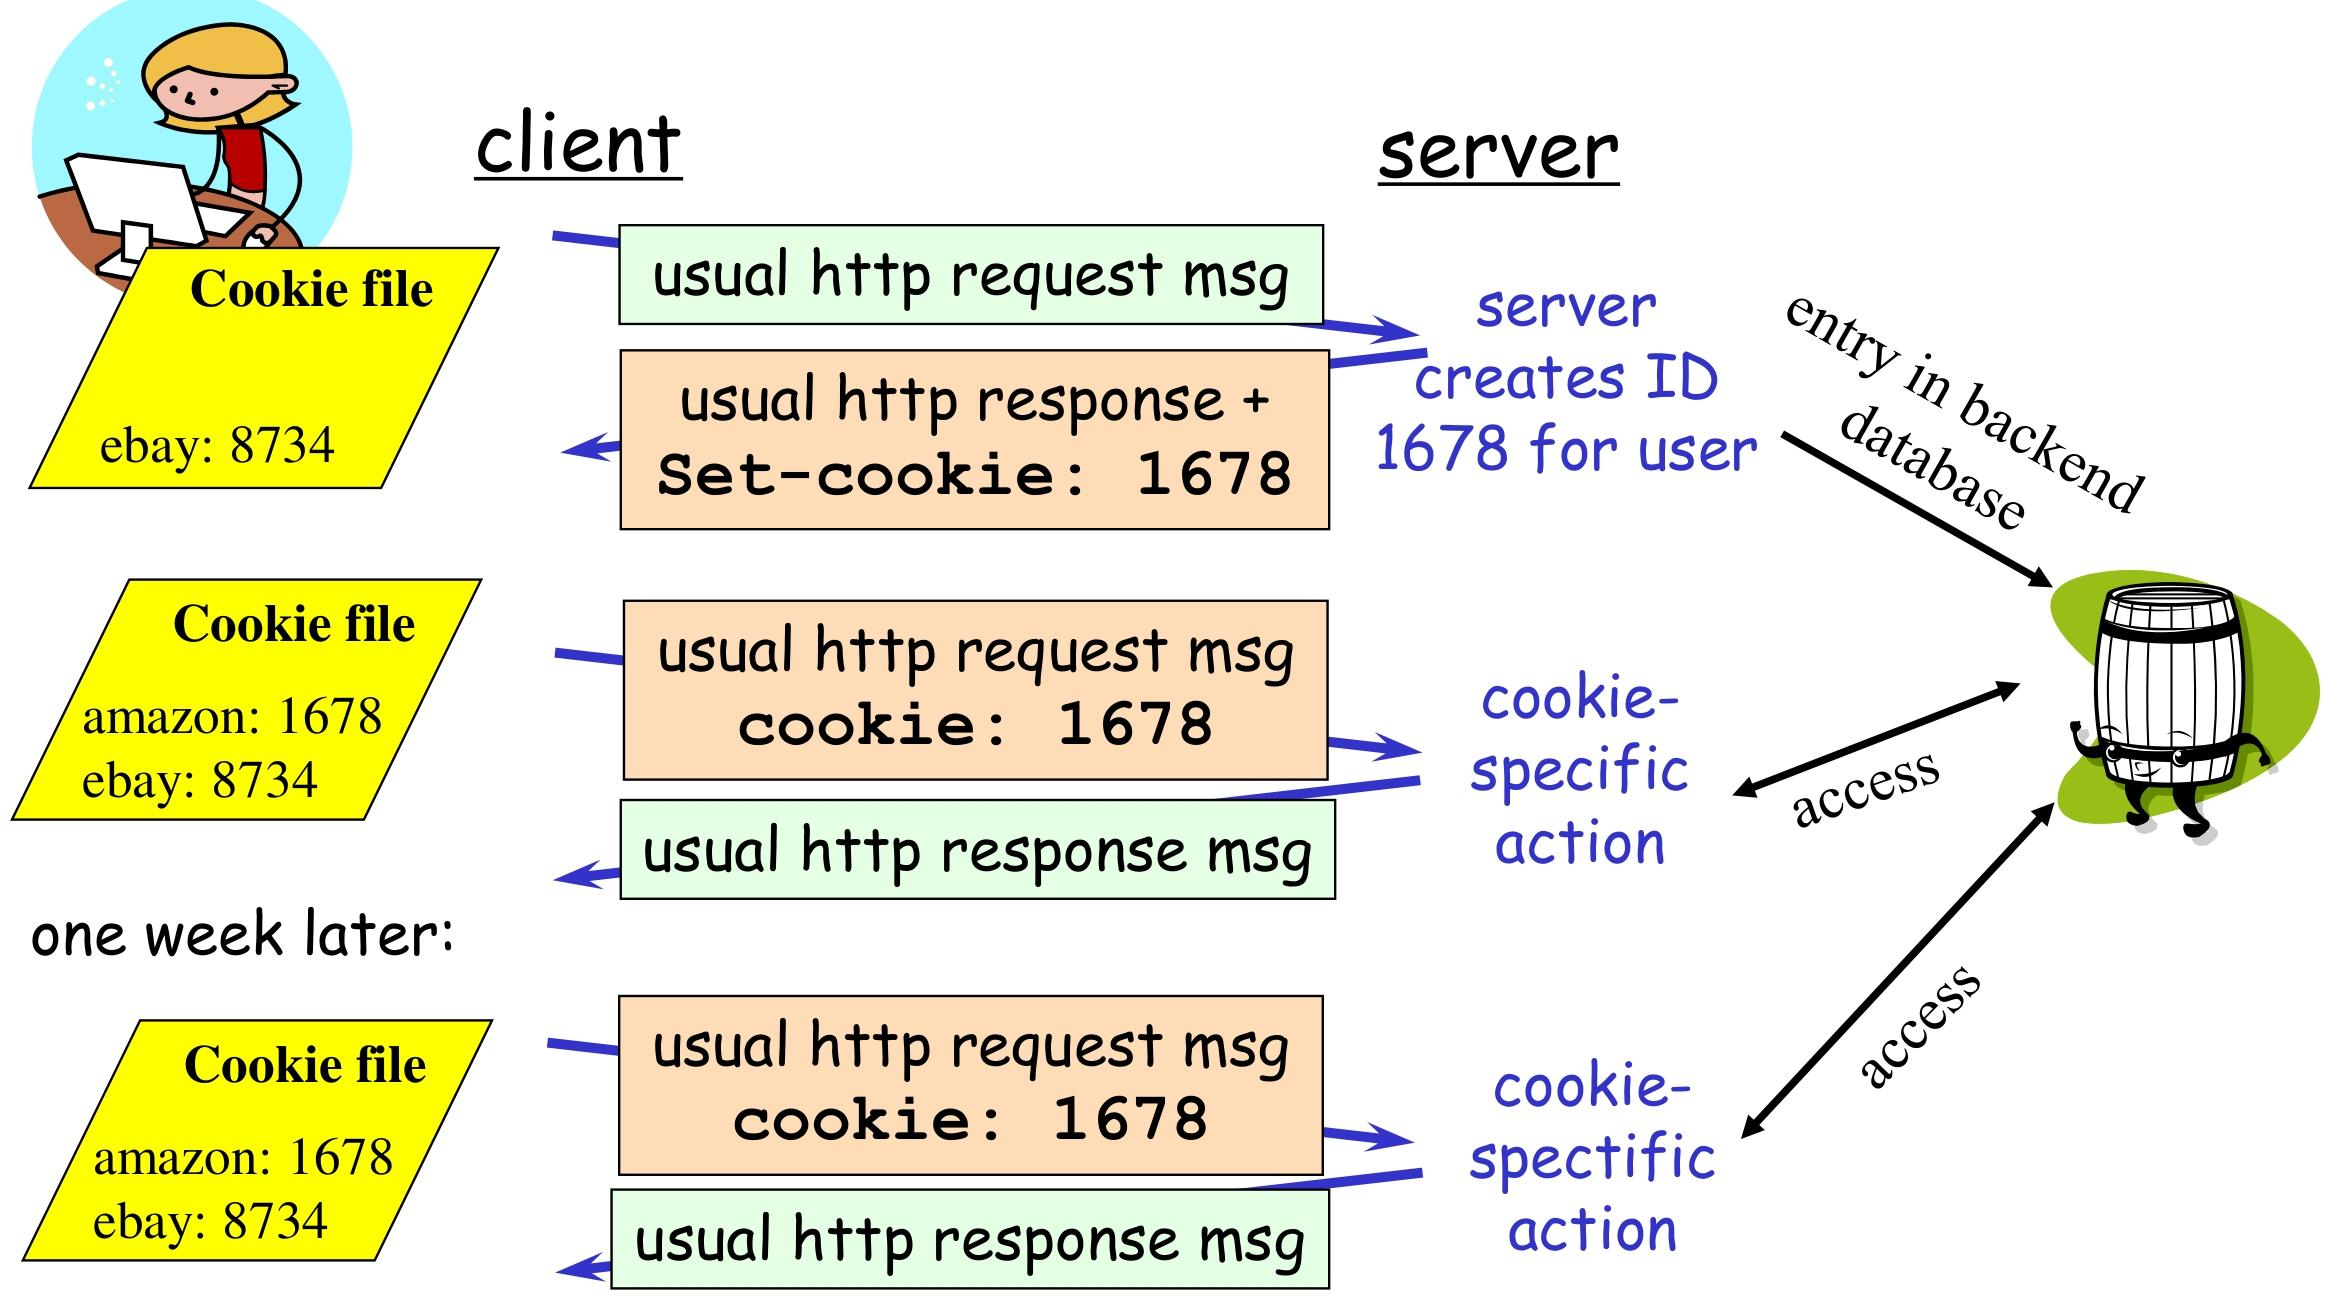 client
server
usual http request msg
Cookie file
ebay: 8734
usual http response +
Set-cookie: 1678
server
creates ID
1678 for user
entry in backend
database
Cookie file
amazon: 1678
ebay: 8734
usual http request msg
cookie: 1678
cookie-
specific
action
access
usual http response msg
one week later:
Cookie file
amazon: 1678
ebay: 8734
usual http request msg
cookie: 1678
cookie-
spectific
action
access
usual http response msg